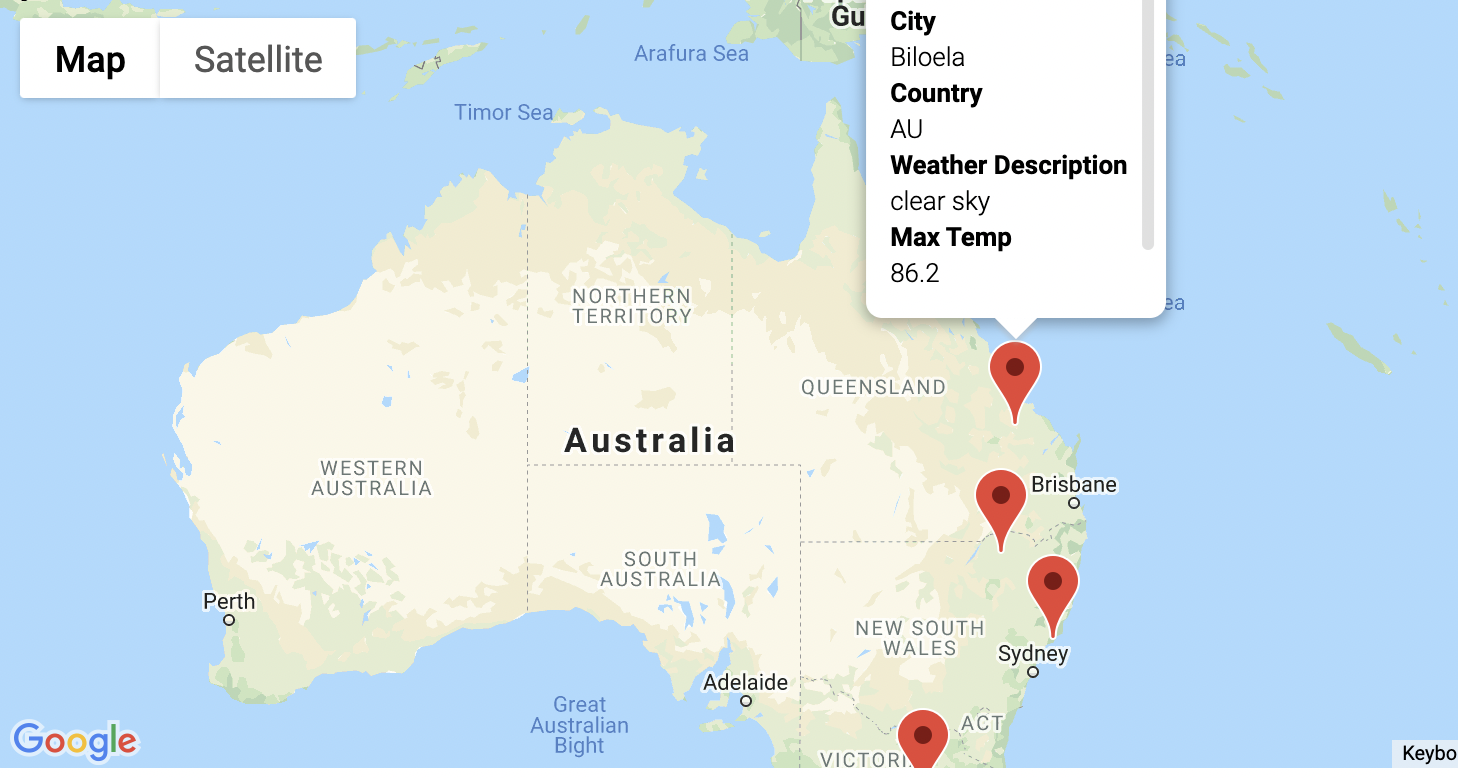 Map
Satellite
Arafura Sea
Timor Sea
Gu
City
Biloela
Country
AU
Weather Description
clear sky
Max Temp
86.2
ea
ea
NORTHERN
TERRITORY
QUEENSLAND
Australia
WESTERN
AUSTRALIA
Brisbane
SOUTH
AUSTRALIA
Perth
NEW SOUTH
WALES
Sydney
Adelaide
Great
Australian
Bight
ACT
VICTORI
Google
Keybo